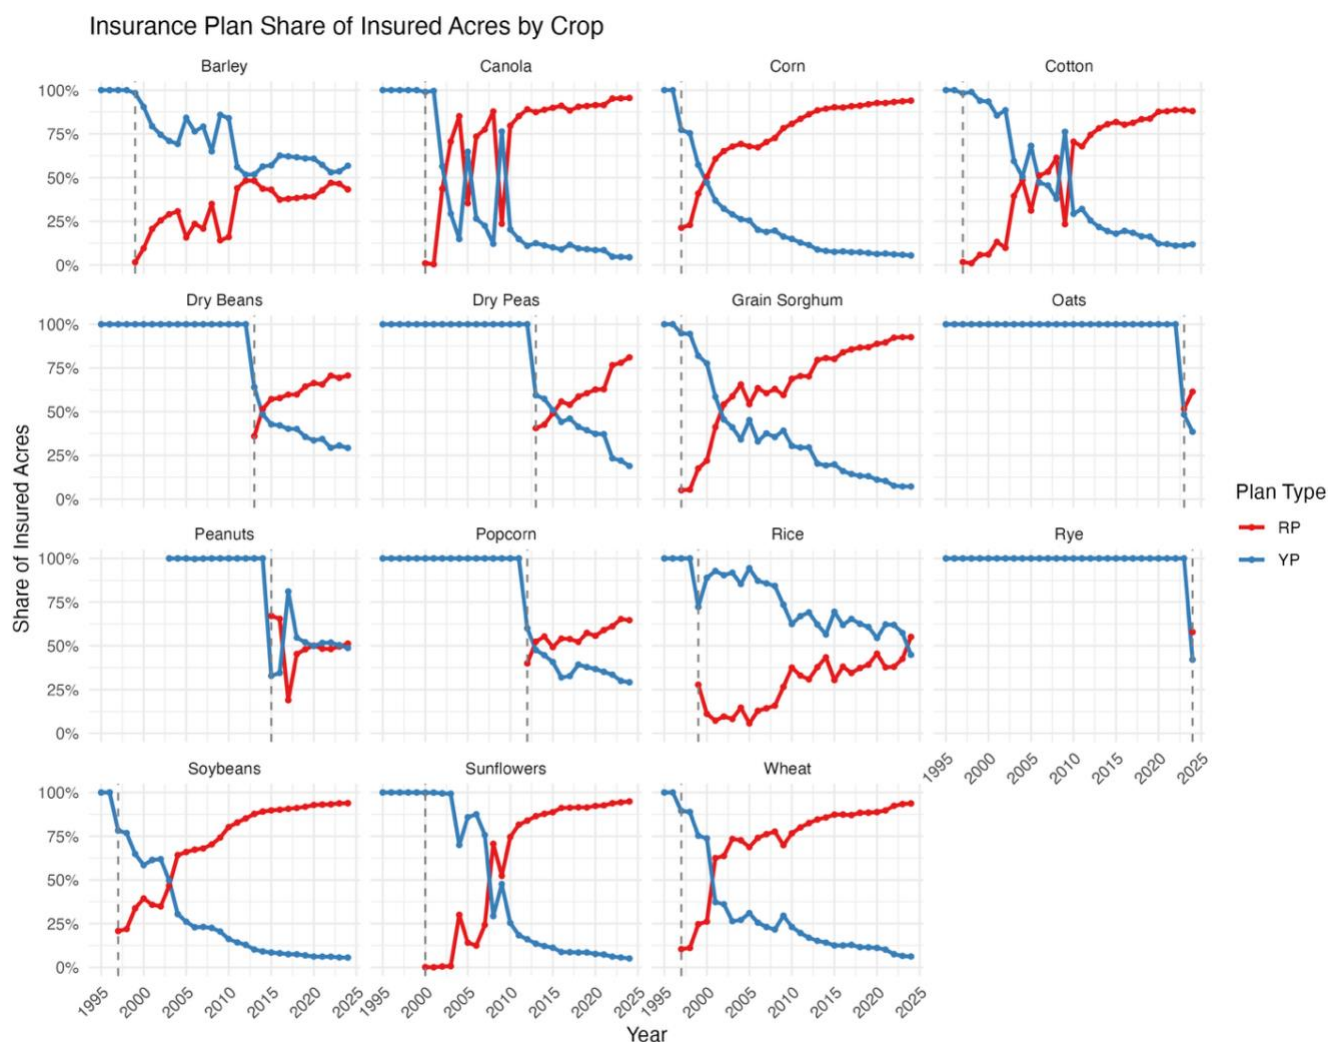 Insurance Plan Share of Insured Acres by Crop
Barley
Canola
Corn
Cotton
100%
75%
50%
25%
0%
Dry Beans
Dry Peas
Grain Sorghum
Oats
100%
75%
50%
25%
0%
Peanuts
Popcorn
Rice
Rye
100%
75%
50%
25%
0%
1995 2000 2005 2010 2015 2020 2025
Soybeans
Sunflowers
Wheat
100%
75%
50%
25%
0%
1995 2000 2005 2010 2015 2020 2025
1995 2000 2005 2010 2015 2020 2025
1995 2000 2005 2010 2015 2020 2025
Year
Share of Insured Acres
Plan Type
RP
YP